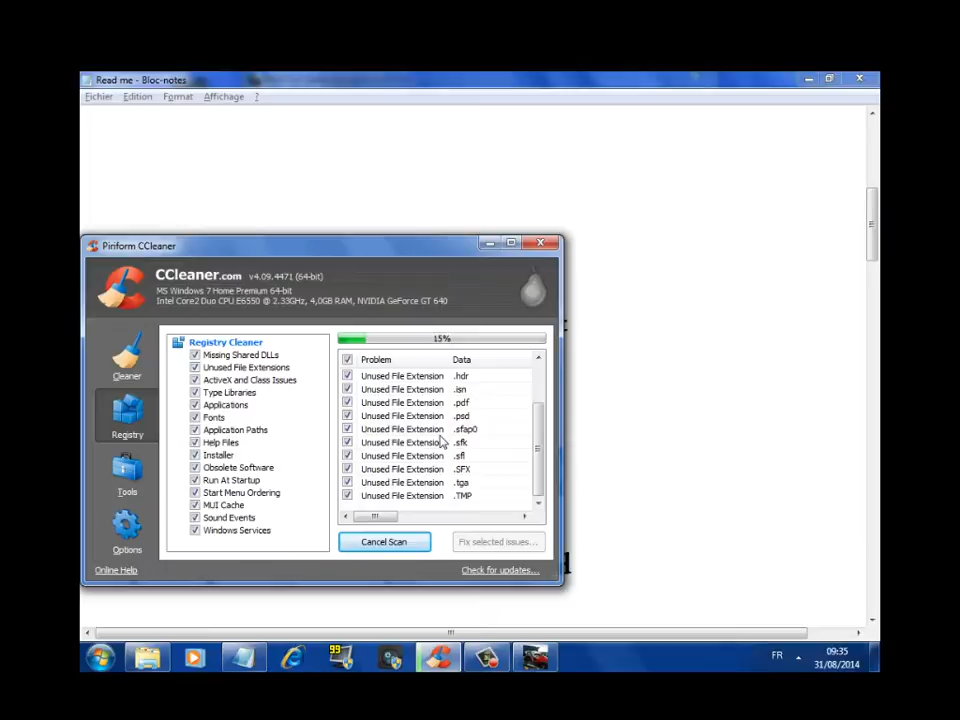 Read me - Bloc-notes
Fichier Edition Format Affichage ?
Piriform CCleaner
CCleaner.com v4.09.4471 (64-bit)
MS Windows 7 Home Premium 64-bit
Intel Core2 Duo CPU E6550 @ 2.33GHz, 4,0GB RAM, NVIDIA GeForce GT 640
Cleaner
Registry
Tools
Options
Registry Cleaner
Missing Shared DLLs
Unused File Extensions
ActiveX and Class Issues
Type Libraries
Applications
Fonts
Application Paths
Help Files
Installer
Obsolete Software
Run At Startup
Start Menu Ordering
MUI Cache
Sound Events
Windows Services
15%
Problem Data
Unused File Extension .hdr
Unused File Extension .isn
Unused File Extension .pdf
Unused File Extension .psd
Unused File Extension .sfap0
Unused File Extension .sfk
Unused File Extension .sfl
Unused File Extension .SFX
Unused File Extension .tga
Unused File Extension .TMP
Cancel Scan Fix selected issues...
Online Help Check for updates...
99
FR
09:35
31/08/2014